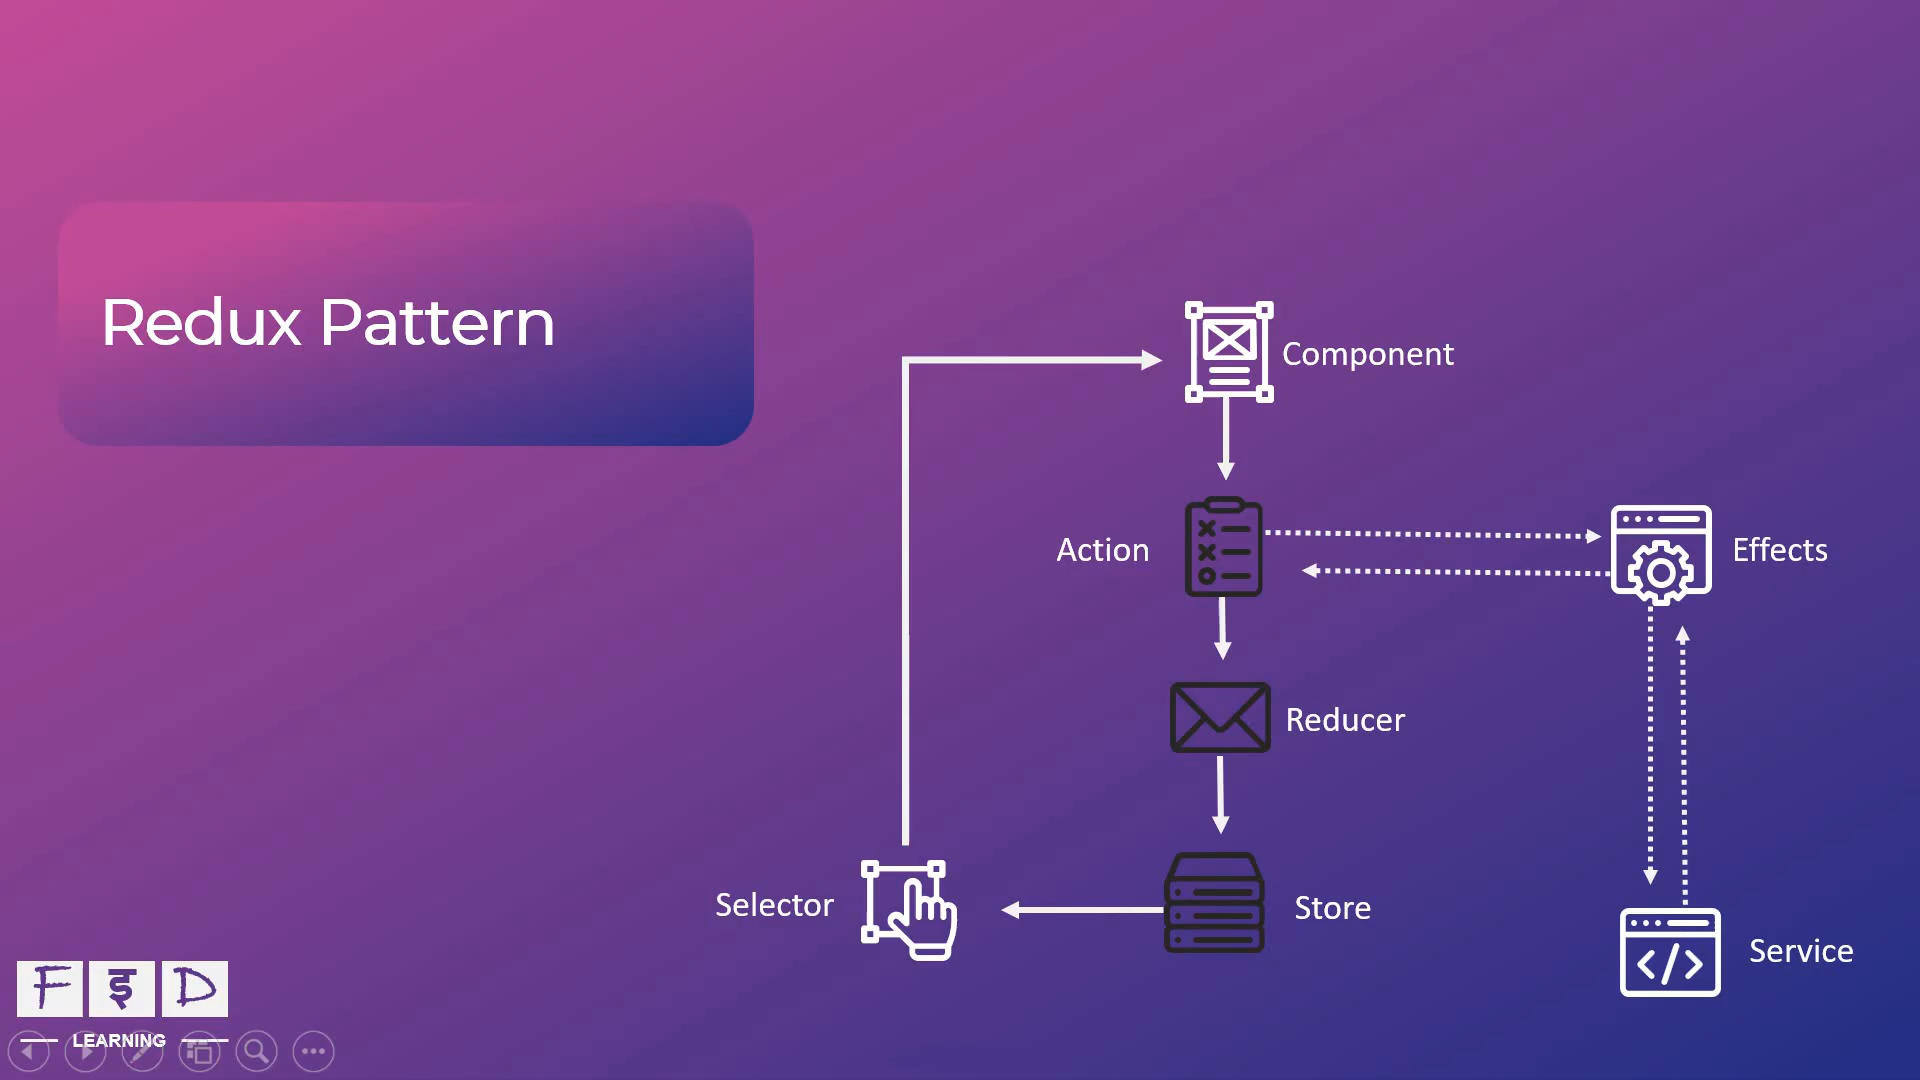 Redux Pattern
Component
Action
Effects
Reducer
Selector
Store
Service
F इ D
LEARNING